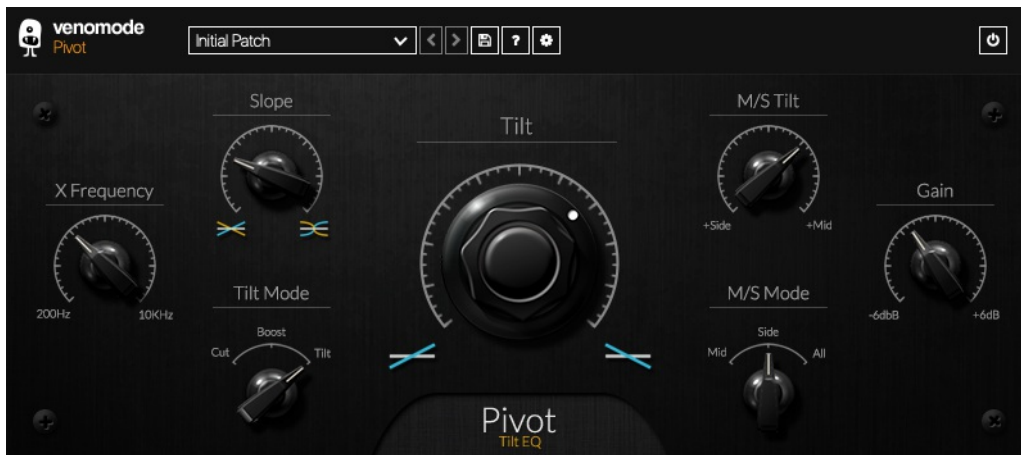 venomode
Pivot
Initial Patch
?
Slope
Tilt
M/S Tilt
X Frequency
Gain
+Side
+Mid
200Hz
10KHz
Tilt Mode
M/S Mode
-6dbB
+6dB
Boost
Cut
Tilt
Side
Mid
All
Pivot
Tilt EQ